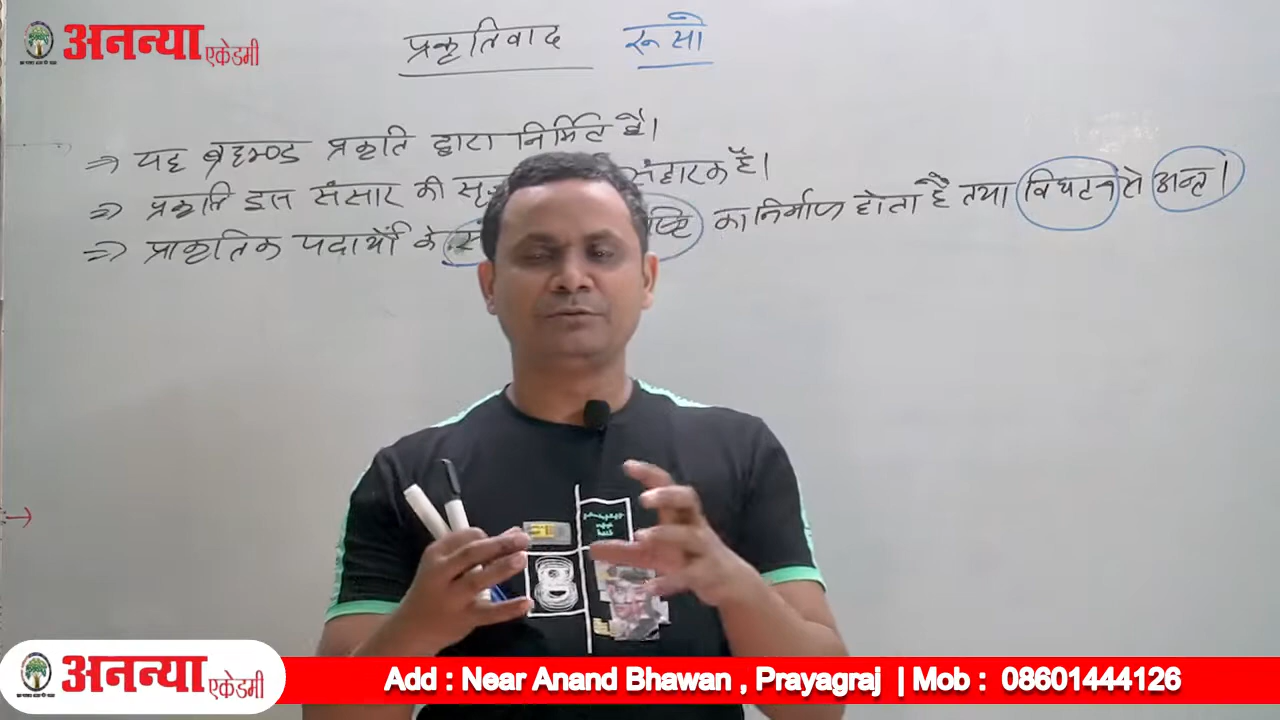 अनन्या एकेडमी
प्रकृतिवाद रूसो
⇒ यह ब्रह्माण्ड प्रकृति द्वारा निर्मित है।
⇒ प्रकृति इस संसार की संहारक है।
⇒ प्राकृतिक पदार्थों के का निर्माण होता है तथा विघटन से अन्त।
अनन्या एकेडमी
Add : Near Anand Bhawan , Prayagraj | Mob : 08601444126